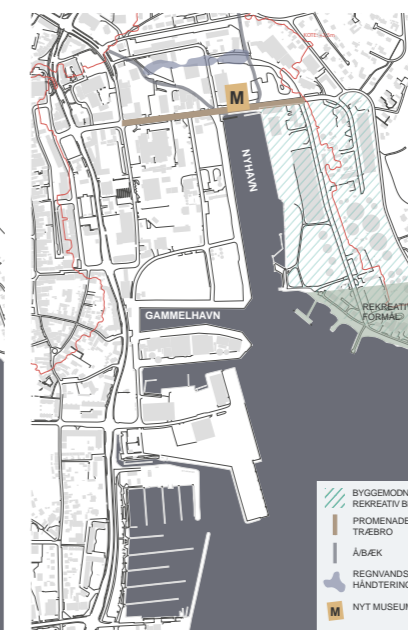 M
NYHAVN
GAMMELHAVN
REKREATIV
FORMÅL
BYGGEMODN
REKREATIV B
PROMENADE
TRÆBRO
Å/BÆK
REGNVANDS
HÅNDTERING
M
NYT MUSEUM